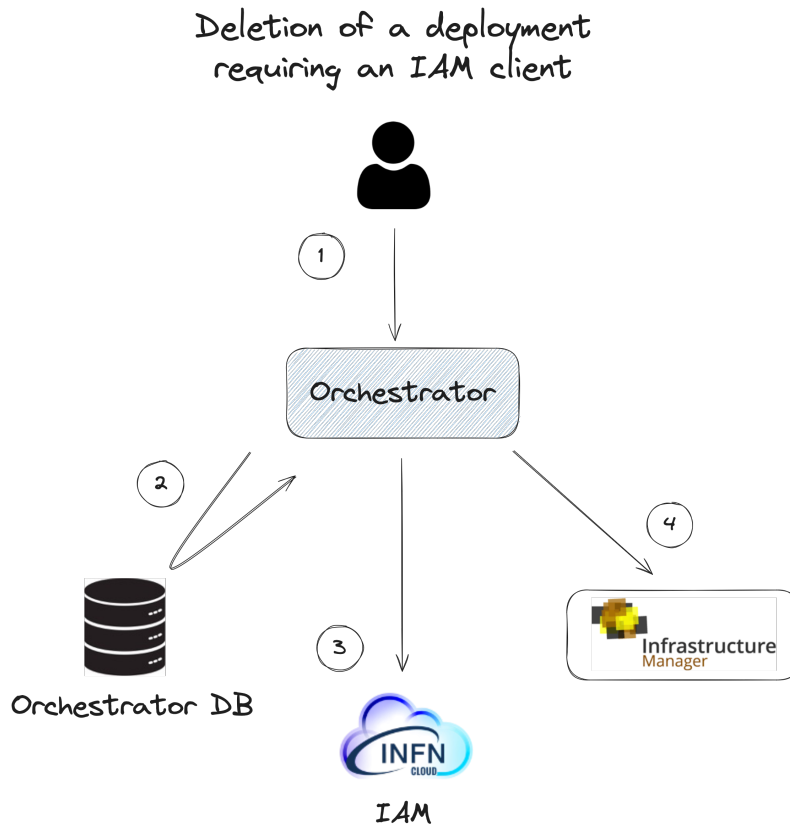 Deletion of a deployment
requiring an IAM client
1
Orchestrator
2
4
3
Infrastructure
Manager
Orchestrator DB
INFN
CLOUD
IAM